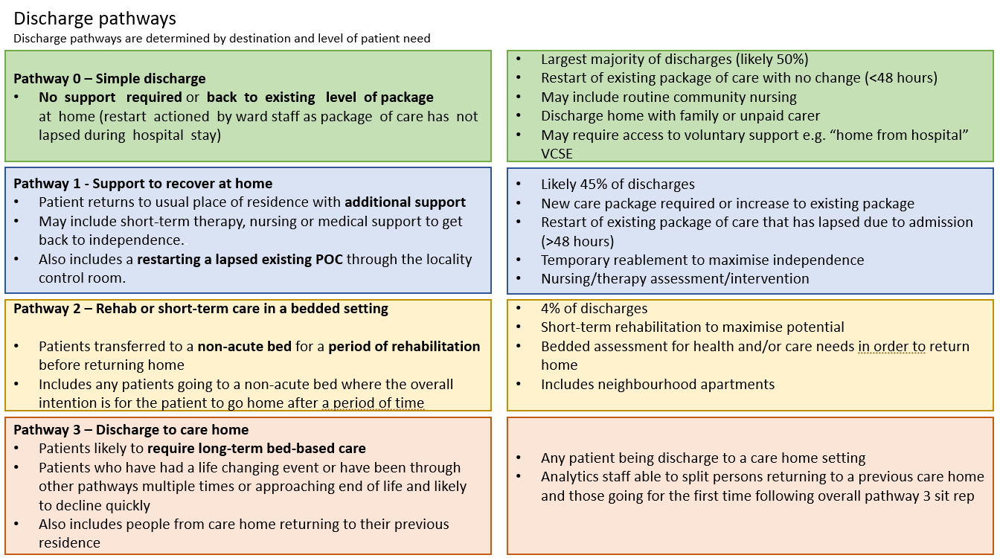 Discharge pathways
Discharge pathways are determined by destination and level of patient need
Pathway 0 – Simple discharge
• No support required or back to existing level of package
at home (restart actioned by ward staff as package of care has not
lapsed during hospital stay)
• Largest majority of discharges (likely 50%)
• Restart of existing package of care with no change (<48 hours)
• May include routine community nursing
• Discharge home with family or unpaid carer
• May require access to voluntary support e.g. “home from hospital”
VCSE
Pathway 1 - Support to recover at home
• Patient returns to usual place of residence with additional support
• May include short-term therapy, nursing or medical support to get
back to independence.
• Also includes a restarting a lapsed existing POC through the locality
control room.
• Likely 45% of discharges
• New care package required or increase to existing package
• Restart of existing package of care that has lapsed due to admission
(>48 hours)
• Temporary reablement to maximise independence
• Nursing/therapy assessment/intervention
Pathway 2 – Rehab or short-term care in a bedded setting
• Patients transferred to a non-acute bed for a period of rehabilitation
before returning home
• Includes any patients going to a non-acute bed where the overall
intention is for the patient to go home after a period of time
• 4% of discharges
• Short-term rehabilitation to maximise potential
• Bedded assessment for health and/or care needs in order to return
home
• Includes neighbourhood apartments
Pathway 3 – Discharge to care home
• Patients likely to require long-term bed-based care
• Patients who have had a life changing event or have been through
other pathways multiple times or approaching end of life and likely
to decline quickly
• Also includes people from care home returning to their previous
residence
• Any patient being discharge to a care home setting
• Analytics staff able to split persons returning to a previous care home
and those going for the first time following overall pathway 3 sit rep